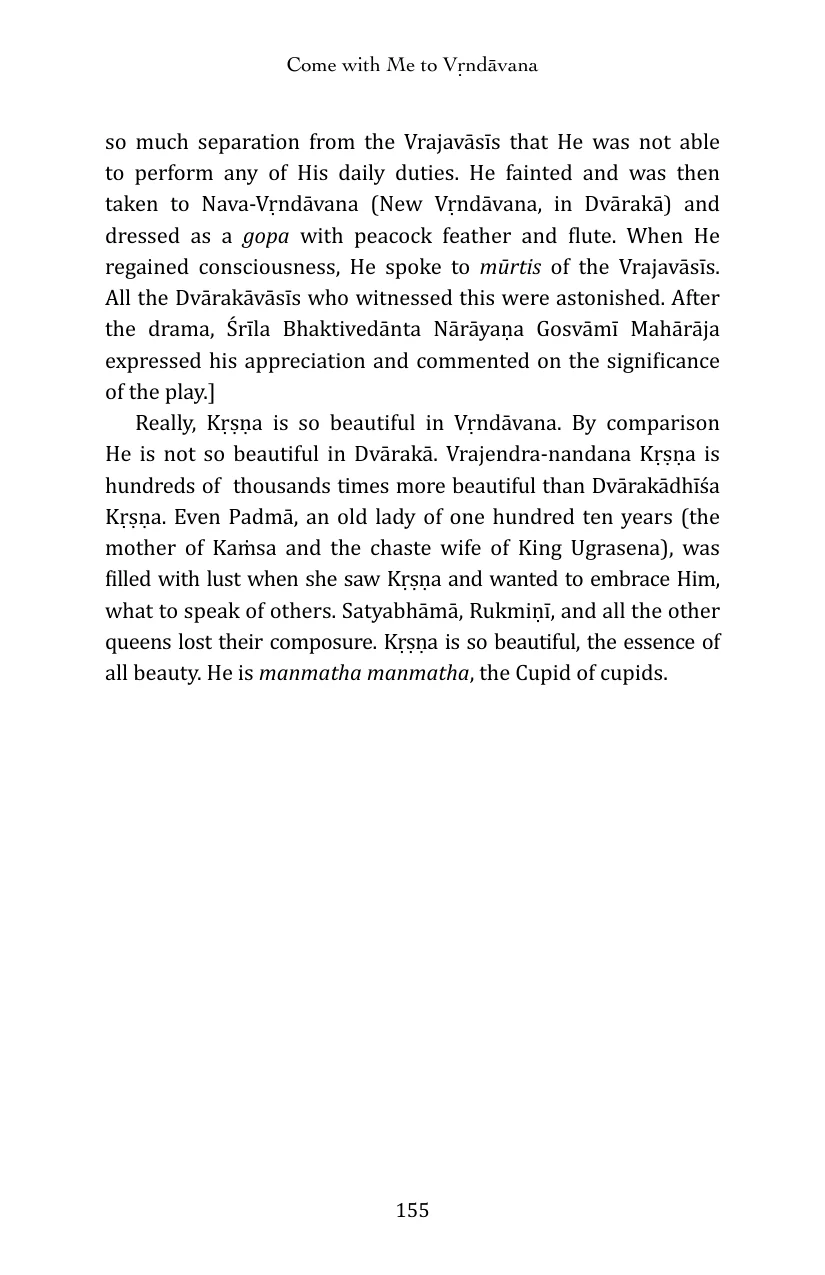 Come with Me to Vṛndāvana
so much separation from the Vrajavāsīs that He was not able
to perform any of His daily duties. He fainted and was then
taken to Nava-Vṛndāvana (New Vṛndāvana, in Dvārakā) and
dressed as a gopa with peacock feather and flute. When He
regained consciousness, He spoke to mūrtis of the Vrajavāsīs.
All the Dvārakāvāsīs who witnessed this were astonished. After
the drama, Śrīla Bhaktivedānta Nārāyaṇa Gosvāmī Mahārāja
expressed his appreciation and commented on the significance
of the play.]
Really, Kṛṣṇa is so beautiful in Vṛndāvana. By comparison
He is not so beautiful in Dvārakā. Vrajendra-nandana Kṛṣṇa is
hundreds of  thousands times more beautiful than Dvārakādhīśa
Kṛṣṇa. Even Padmā, an old lady of one hundred ten years (the
mother of Kaṁsa and the chaste wife of King Ugrasena), was
filled with lust when she saw Kṛṣṇa and wanted to embrace Him,
what to speak of others. Satyabhāmā, Rukmiṇī, and all the other
queens lost their composure. Kṛṣṇa is so beautiful, the essence of
all beauty. He is manmatha manmatha, the Cupid of cupids.
155